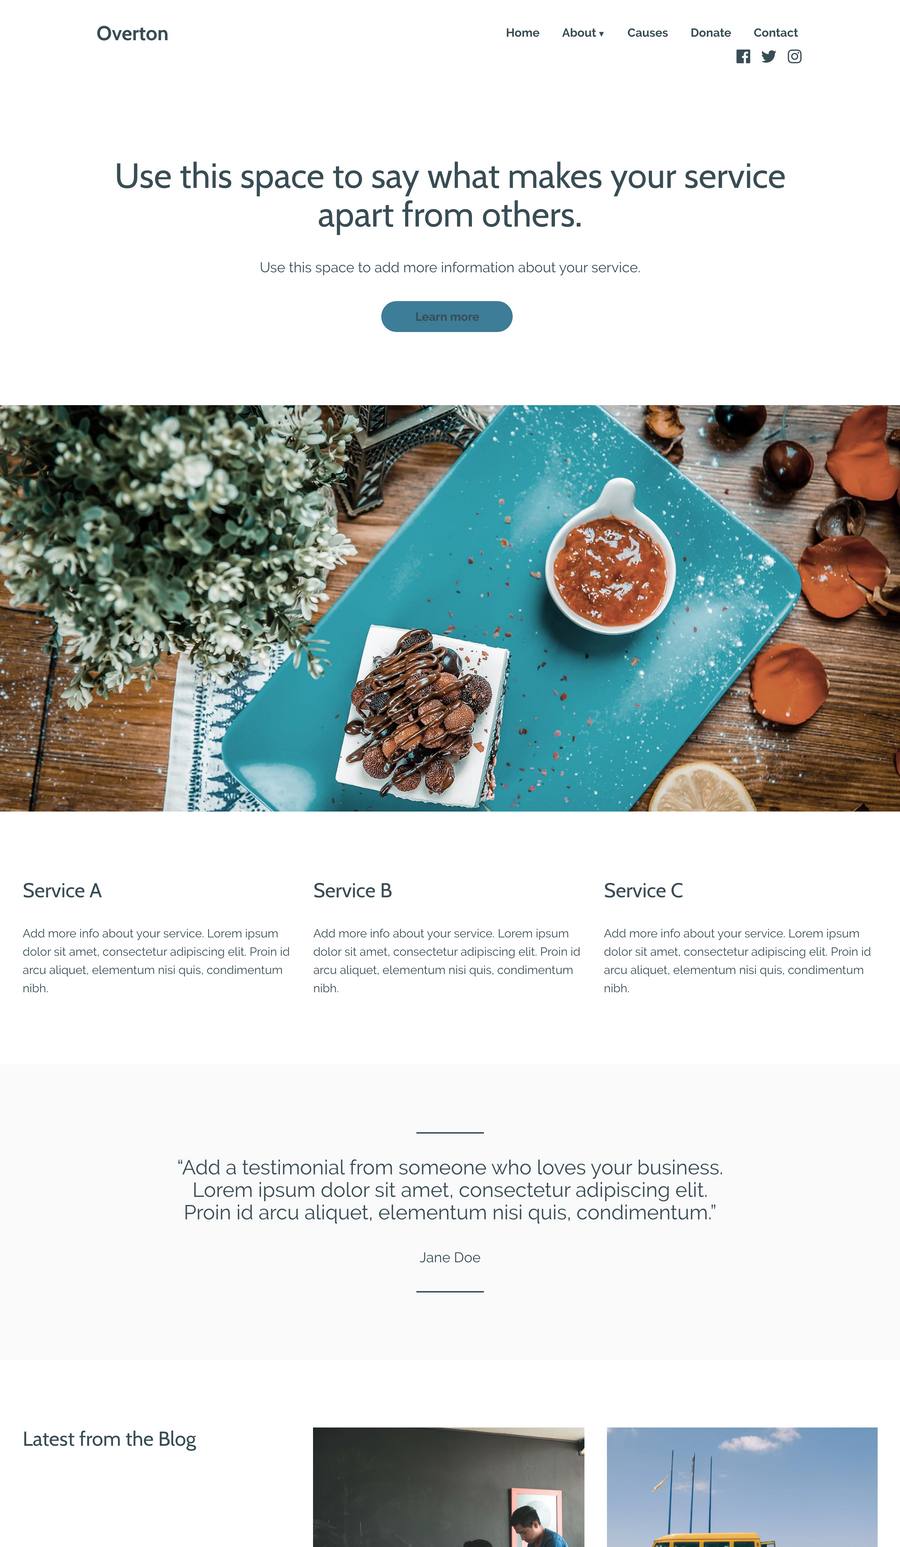 Overton
Home About ▾ Causes Donate Contact
Use this space to say what makes your service
apart from others.
Use this space to add more information about your service.
Learn more
Service A
Add more info about your service. Lorem ipsum
dolor sit amet, consectetur adipiscing elit. Proin id
arcu aliquet, elementum nisi quis, condimentum
nibh.
Service B
Add more info about your service. Lorem ipsum
dolor sit amet, consectetur adipiscing elit. Proin id
arcu aliquet, elementum nisi quis, condimentum
nibh.
Service C
Add more info about your service. Lorem ipsum
dolor sit amet, consectetur adipiscing elit. Proin id
arcu aliquet, elementum nisi quis, condimentum
nibh.
“Add a testimonial from someone who loves your business.
Lorem ipsum dolor sit amet, consectetur adipiscing elit.
Proin id arcu aliquet, elementum nisi quis, condimentum.”
Jane Doe
Latest from the Blog